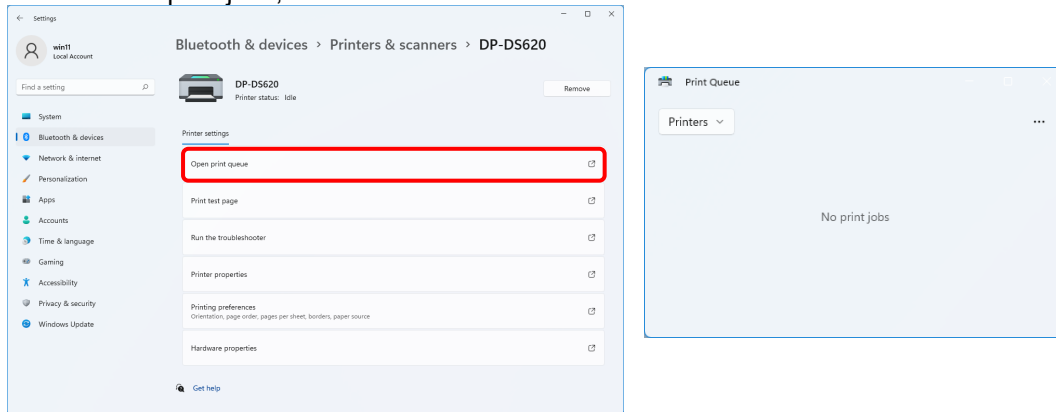 Settings
win11
Local Account
Find a setting
System
Bluetooth & devices
Network & internet
Personalization
Apps
Accounts
Time & language
Gaming
Accessibility
Privacy & security
Windows Update
Bluetooth & devices > Printers & scanners > DP-DS620
DP-DS620
Printer status: Idle
Remove
Printer settings
Open print queue
Print test page
Run the troubleshooter
Printer properties
Printing preferences
Orientation, page order, pages per sheet, borders, paper source
Hardware properties
Get help
Print Queue
Printers
No print jobs